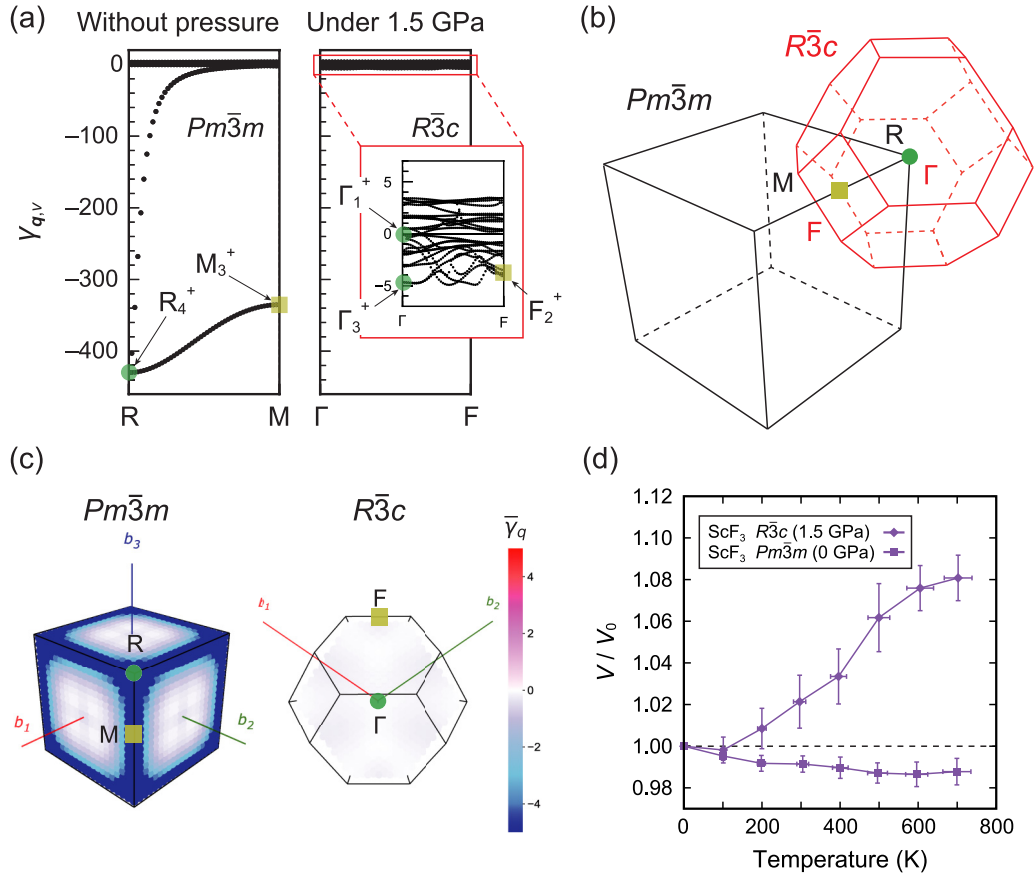 (a)
Without pressure
Under 1.5 GPa
γq,ν
0
−100
−200
−300
−400
Pm3̅m
R3̅c
M3+
R4+
R
M
Γ1+
Γ3+
F2+
5
0
−5
Γ
F
Γ
F
(b)
R3̅c
Pm3̅m
R
M
Γ
F
(c)
Pm3̅m
R3̅c
γ̅q
b3
R
M
b1
b2
F
b1
b2
Γ
4
2
0
−2
−4
(d)
V / V0
1.12
1.10
1.08
1.06
1.04
1.02
1.00
0.98
ScF3 R3̅c (1.5 GPa)
ScF3 Pm3̅m (0 GPa)
0 200 400 600 800
Temperature (K)